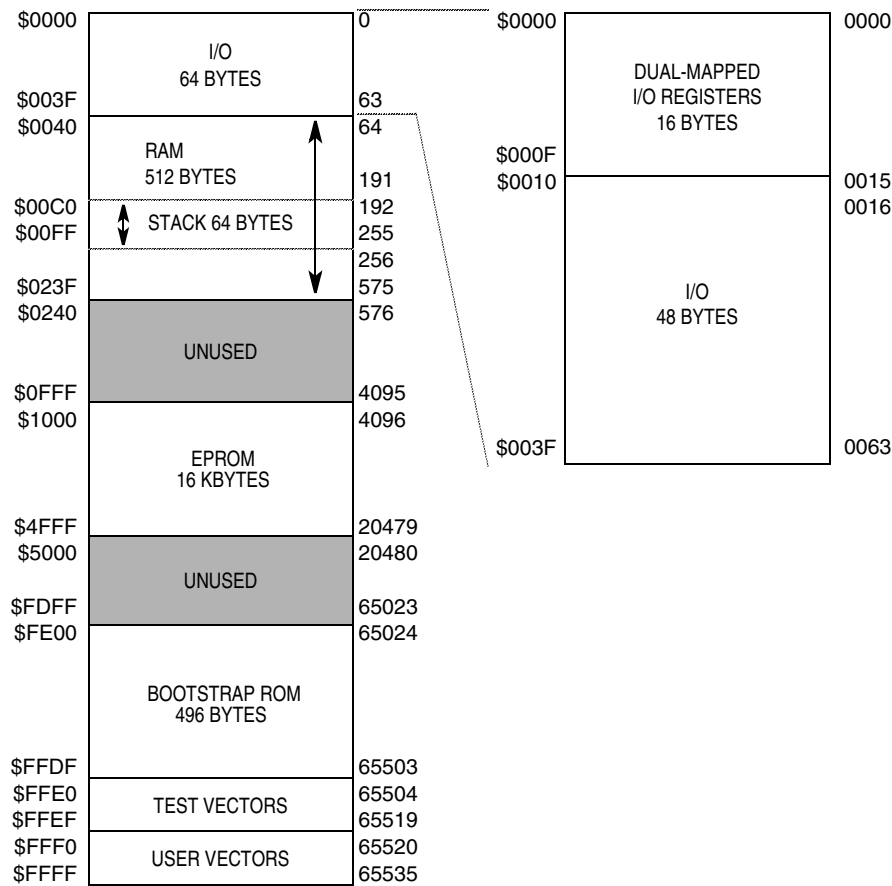 $0000
0
I/O
64 BYTES
$003F
63
$0040
64
RAM
512 BYTES
191
$00C0
192
STACK 64 BYTES
$00FF
255
256
$023F
575
$0240
576
UNUSED
$0FFF
4095
$1000
4096
EPROM
16 KBYTES
$4FFF
20479
$5000
20480
UNUSED
$FDFF
65023
$FE00
65024
BOOTSTRAP ROM
496 BYTES
$FFDF
65503
$FFE0
65504
TEST VECTORS
$FFEF
65519
$FFF0
65520
USER VECTORS
$FFFF
65535
$0000
0000
DUAL-MAPPED
I/O REGISTERS
16 BYTES
$000F
$0010
0015
0016
I/O
48 BYTES
$003F
0063